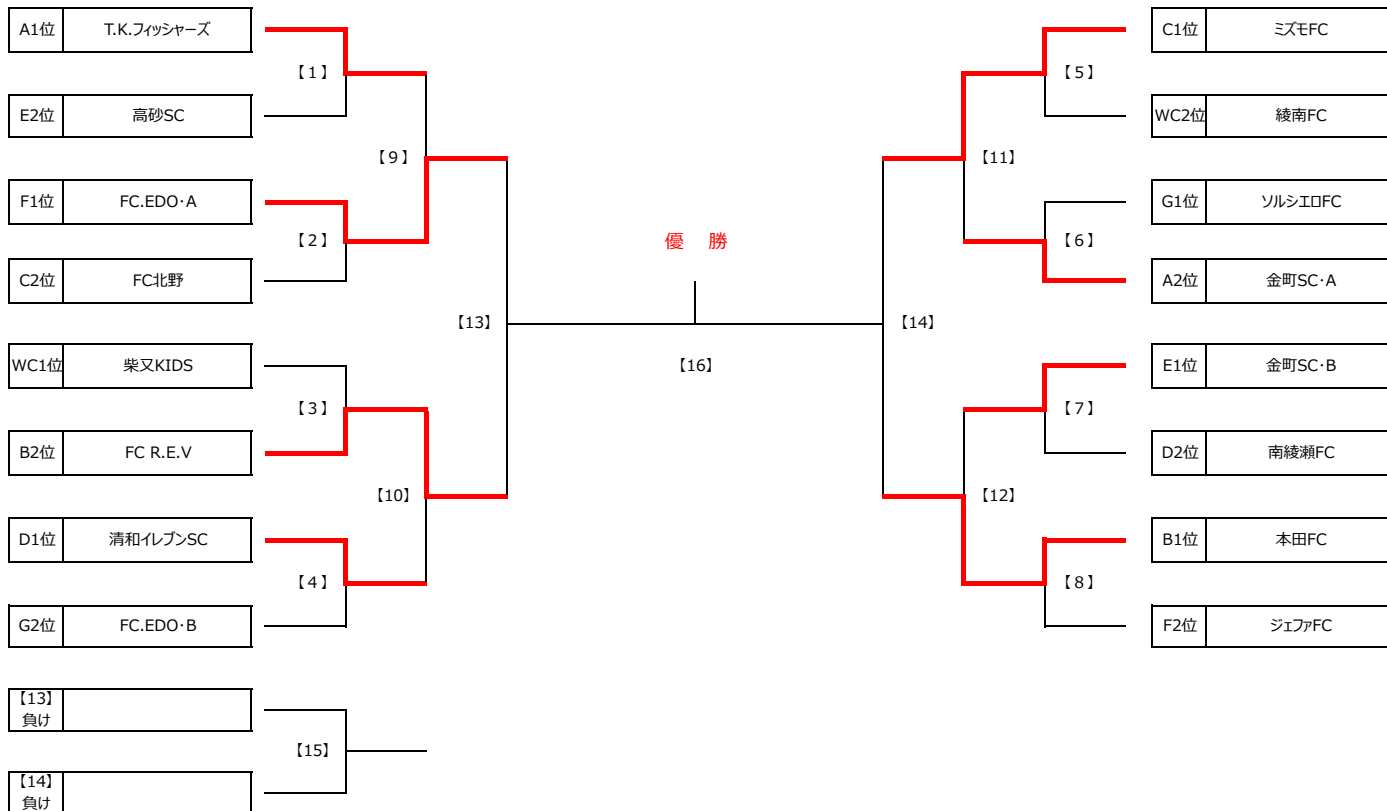 A1位 T.K.フィッシャーズ
【1】
E2位 高砂SC
【9】
F1位 FC.EDO・A
【2】
C2位 FC北野
【13】
WC1位 柴又KIDS
【3】
B2位 FC R.E.V
【10】
D1位 清和イレブンSC
【4】
G2位 FC.EDO・B
【13】
負け
【15】
【14】
負け
優 勝
【16】
C1位 ミズモFC
【5】
WC2位 綾南FC
【11】
G1位 ソルシエロFC
【6】
A2位 金町SC・A
【14】
E1位 金町SC・B
【7】
D2位 南綾瀬FC
【12】
B1位 本田FC
【8】
F2位 ジェファFC